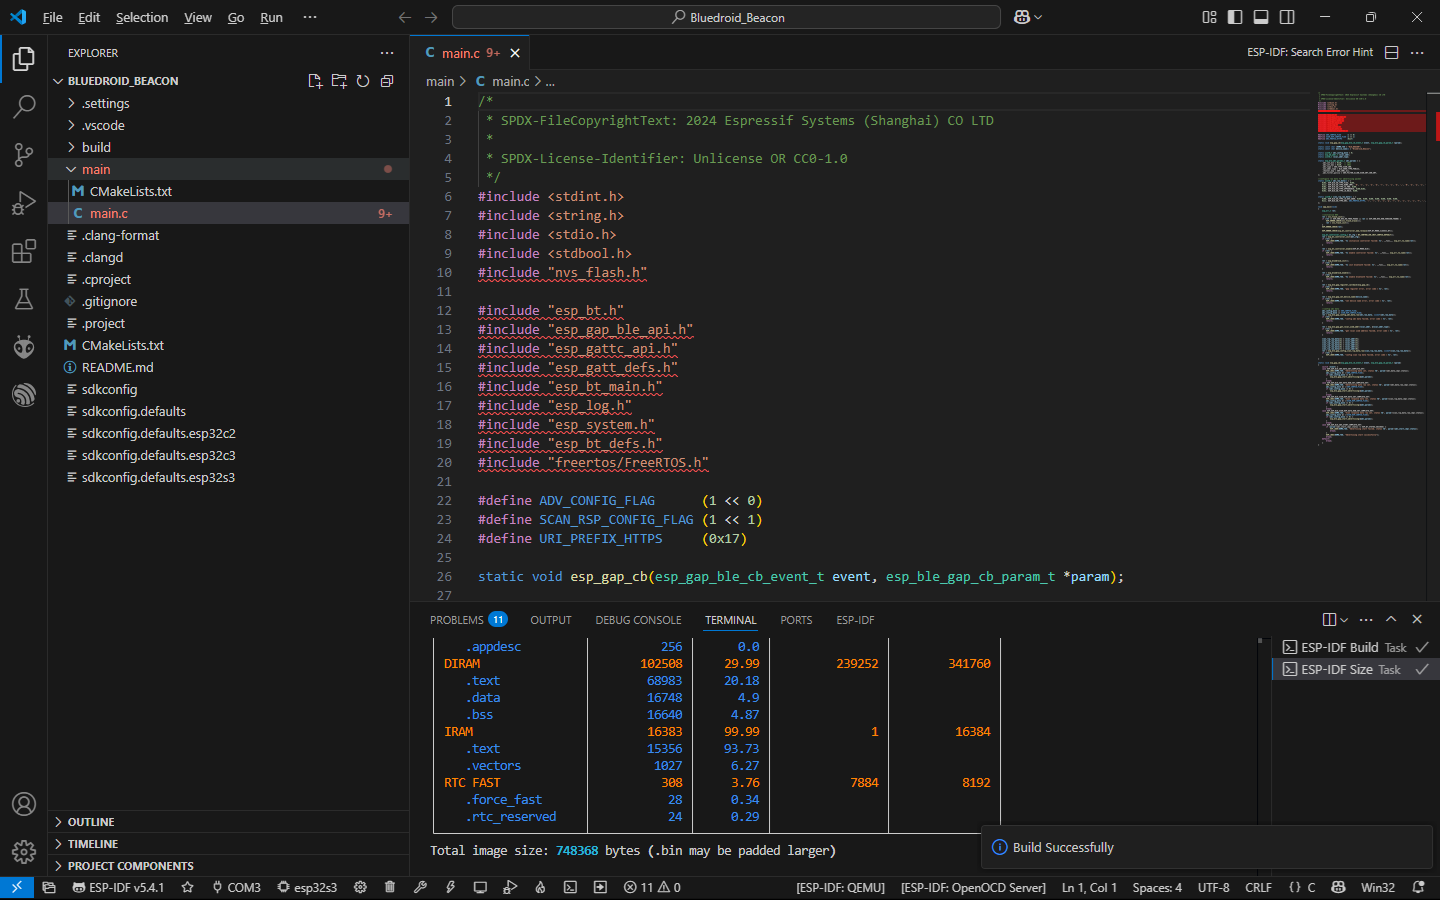 File Edit Selection View Go Run ··· Bluedroid_Beacon
EXPLORER
BLUEDROID_BEACON
.settings
.vscode
build
main
CMakeLists.txt
main.c 9+
.clang-format
.clangd
.cproject
.gitignore
.project
CMakeLists.txt
README.md
sdkconfig
sdkconfig.defaults
sdkconfig.defaults.esp32c2
sdkconfig.defaults.esp32c3
sdkconfig.defaults.esp32s3
OUTLINE
TIMELINE
PROJECT COMPONENTS
main.c 9+ ESP-IDF: Search Error Hint
main > C main.c > ...
1 /*
2 * SPDX-FileCopyrightText: 2024 Espressif Systems (Shanghai) CO LTD
3 *
4 * SPDX-License-Identifier: Unlicense OR CC0-1.0
5 */
6 #include <stdint.h>
7 #include <string.h>
8 #include <stdio.h>
9 #include <stdbool.h>
10 #include "nvs_flash.h"
11
12 #include "esp_bt.h"
13 #include "esp_gap_ble_api.h"
14 #include "esp_gattc_api.h"
15 #include "esp_gatt_defs.h"
16 #include "esp_bt_main.h"
17 #include "esp_log.h"
18 #include "esp_system.h"
19 #include "esp_bt_defs.h"
20 #include "freertos/FreeRTOS.h"
21
22 #define ADV_CONFIG_FLAG (1 << 0)
23 #define SCAN_RSP_CONFIG_FLAG (1 << 1)
24 #define URI_PREFIX_HTTPS (0x17)
25
26 static void esp_gap_cb(esp_gap_ble_cb_event_t event, esp_ble_gap_cb_param_t *param);
27
PROBLEMS 11 OUTPUT DEBUG CONSOLE TERMINAL PORTS ESP-IDF
.appdesc 256 0.0
DIRAM 102508 29.99 239252 341760
.text 68983 20.18
.data 16748 4.9
.bss 16640 4.87
IRAM 16383 99.99 1 16384
.text 15356 93.73
.vectors 1027 6.27
RTC FAST 308 3.76 7884 8192
.force_fast 28 0.34
.rtc_reserved 24 0.29
Total image size: 748368 bytes (.bin may be padded larger)
ESP-IDF Build Task
ESP-IDF Size Task
Build Successfully
ESP-IDF v5.4.1 COM3 esp32s3 11 0 [ESP-IDF: QEMU] [ESP-IDF: OpenOCD Server] Ln 1, Col 1 Spaces: 4 UTF-8 CRLF {} C Win32